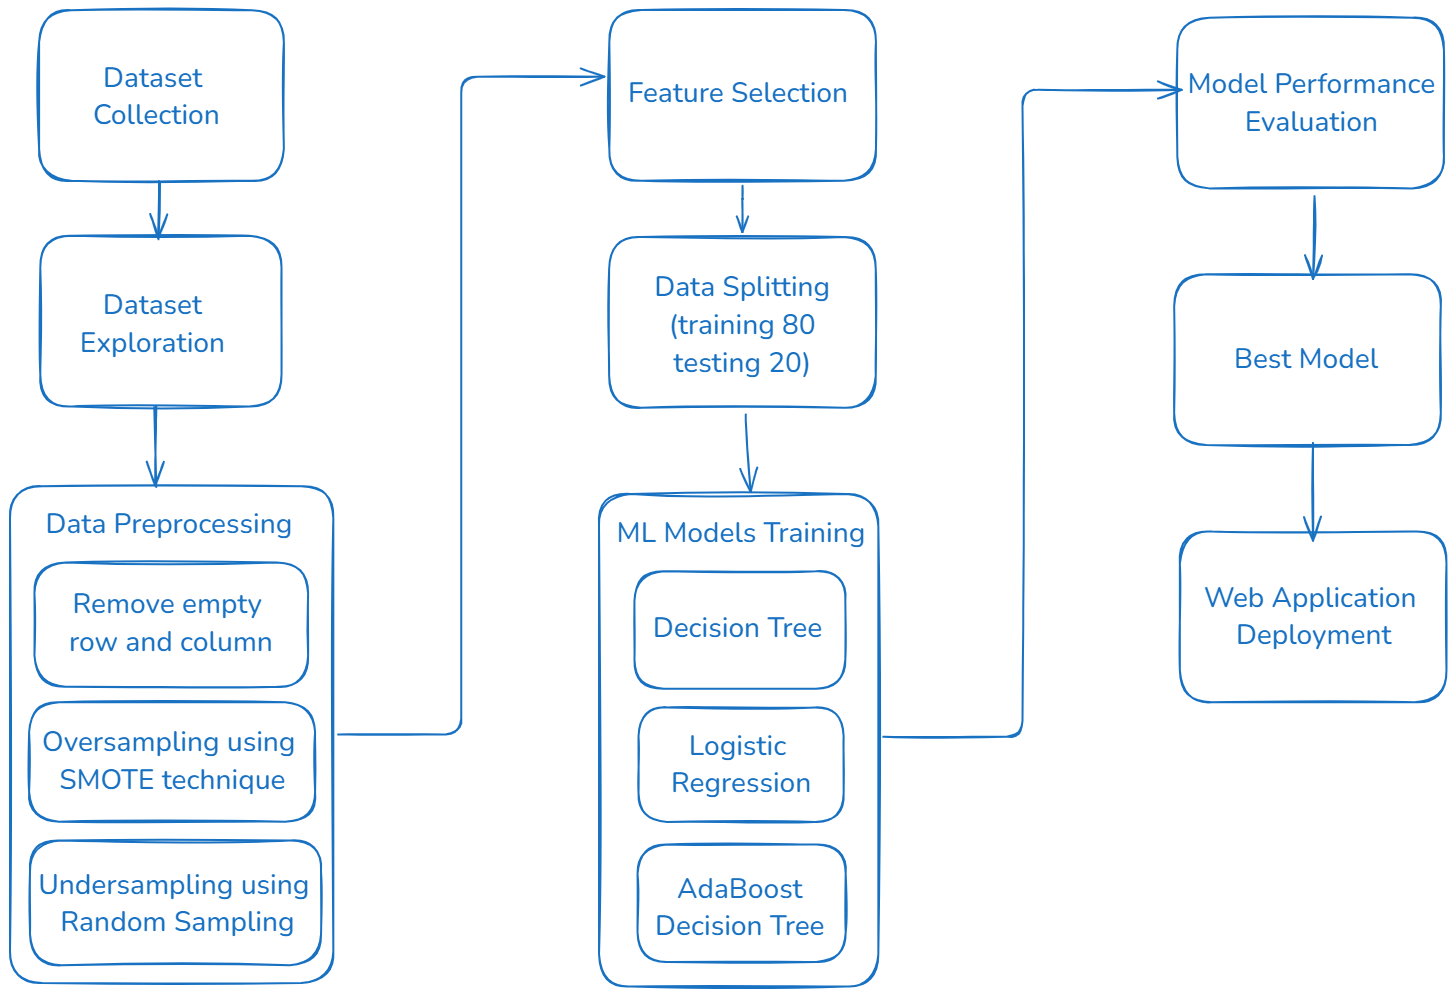 Dataset
Collection
Dataset
Exploration
Data Preprocessing
Remove empty
row and column
Oversampling using
SMOTE technique
Undersampling using
Random Sampling
Feature Selection
Data Splitting
(training 80
testing 20)
ML Models Training
Decision Tree
Logistic
Regression
AdaBoost
Decision Tree
Model Performance
Evaluation
Best Model
Web Application
Deployment